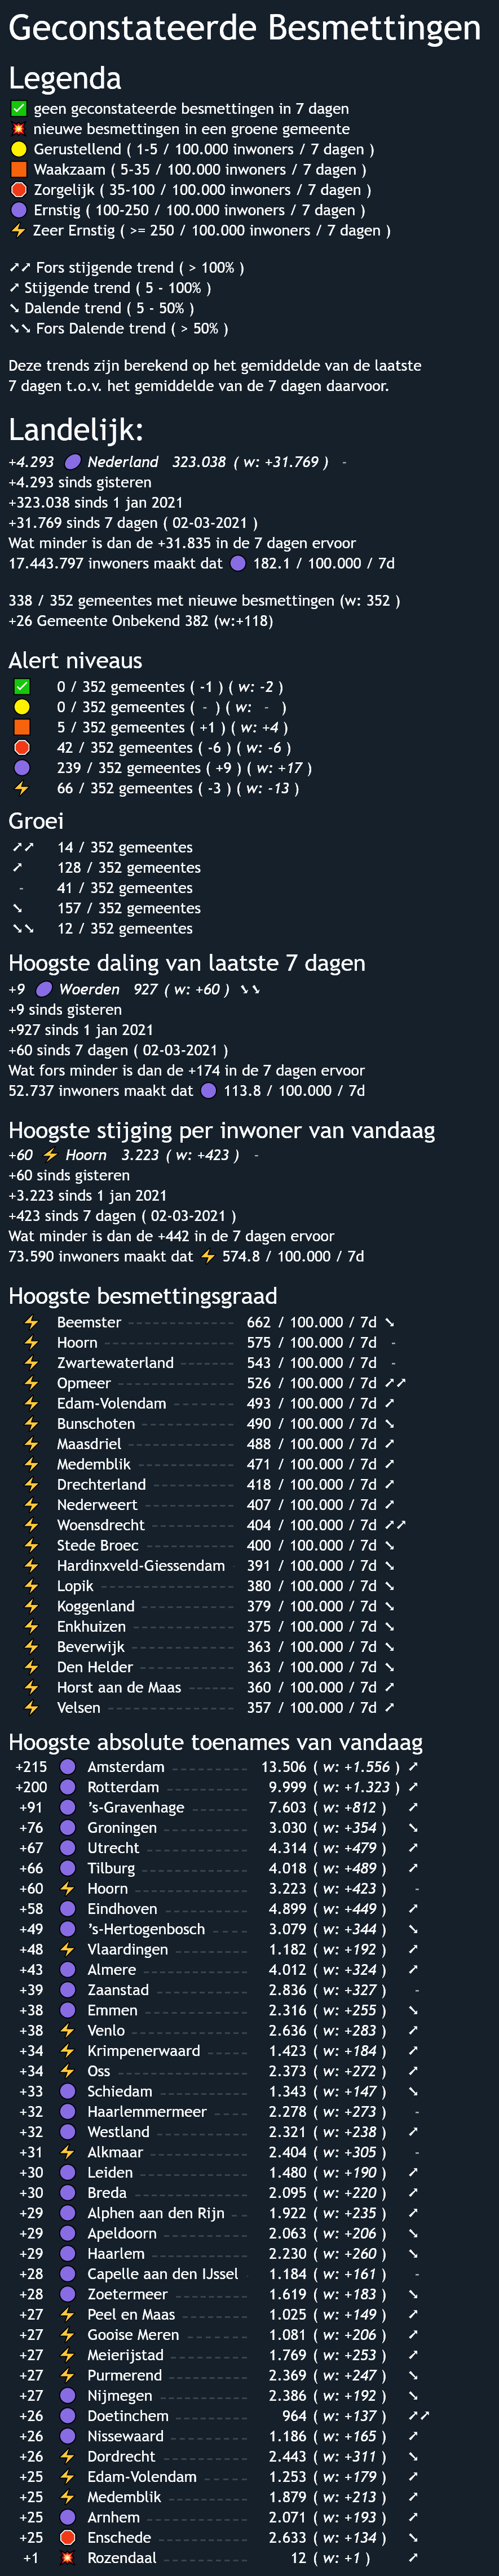 Geconstateerde Besmettingen
Legenda
✅ geen geconstateerde besmettingen in 7 dagen
💥 nieuwe besmettingen in een groene gemeente
🟡 Gerustellend ( 1-5 / 100.000 inwoners / 7 dagen )
🟧 Waakzaam ( 5-35 / 100.000 inwoners / 7 dagen )
🛑 Zorgelijk ( 35-100 / 100.000 inwoners / 7 dagen )
🟣 Ernstig ( 100-250 / 100.000 inwoners / 7 dagen )
⚡ Zeer Ernstig ( >= 250 / 100.000 inwoners / 7 dagen )
➚➚ Fors stijgende trend ( > 100% )
➚ Stijgende trend ( 5 - 100% )
➘ Dalende trend ( 5 - 50% )
➘➘ Fors Dalende trend ( > 50% )
Deze trends zijn berekend op het gemiddelde van de laatste
7 dagen t.o.v. het gemiddelde van de 7 dagen daarvoor.
Landelijk:
+4.293 🟣 Nederland 323.038 ( w: +31.769 ) -
+4.293 sinds gisteren
+323.038 sinds 1 jan 2021
+31.769 sinds 7 dagen ( 02-03-2021 )
Wat minder is dan de +31.835 in de 7 dagen ervoor
17.443.797 inwoners maakt dat 🟣 182.1 / 100.000 / 7d
338 / 352 gemeentes met nieuwe besmettingen (w: 352 )
+26 Gemeente Onbekend 382 (w:+118)
Alert niveaus
✅ 0 / 352 gemeentes ( -1 ) ( w: -2 )
🟡 0 / 352 gemeentes ( - ) ( w: - )
🟧 5 / 352 gemeentes ( +1 ) ( w: +4 )
🛑 42 / 352 gemeentes ( -6 ) ( w: -6 )
🟣 239 / 352 gemeentes ( +9 ) ( w: +17 )
⚡ 66 / 352 gemeentes ( -3 ) ( w: -13 )
Groei
➚➚ 14 / 352 gemeentes
➚ 128 / 352 gemeentes
- 41 / 352 gemeentes
➘ 157 / 352 gemeentes
➘➘ 12 / 352 gemeentes
Hoogste daling van laatste 7 dagen
+9 🟣 Woerden 927 ( w: +60 ) ➘➘
+9 sinds gisteren
+927 sinds 1 jan 2021
+60 sinds 7 dagen ( 02-03-2021 )
Wat fors minder is dan de +174 in de 7 dagen ervoor
52.737 inwoners maakt dat 🟣 113.8 / 100.000 / 7d
Hoogste stijging per inwoner van vandaag
+60 ⚡ Hoorn 3.223 ( w: +423 ) -
+60 sinds gisteren
+3.223 sinds 1 jan 2021
+423 sinds 7 dagen ( 02-03-2021 )
Wat minder is dan de +442 in de 7 dagen ervoor
73.590 inwoners maakt dat ⚡ 574.8 / 100.000 / 7d
Hoogste besmettingsgraad
⚡ Beemster 662 / 100.000 / 7d ➘
⚡ Hoorn 575 / 100.000 / 7d -
⚡ Zwartewaterland 543 / 100.000 / 7d -
⚡ Opmeer 526 / 100.000 / 7d ➚➚
⚡ Edam-Volendam 493 / 100.000 / 7d ➚
⚡ Bunschoten 490 / 100.000 / 7d ➘
⚡ Maasdriel 488 / 100.000 / 7d ➚
⚡ Medemblik 471 / 100.000 / 7d ➚
⚡ Drechterland 418 / 100.000 / 7d ➚
⚡ Nederweert 407 / 100.000 / 7d ➚
⚡ Woensdrecht 404 / 100.000 / 7d ➚➚
⚡ Stede Broec 400 / 100.000 / 7d ➘
⚡ Hardinxveld-Giessendam 391 / 100.000 / 7d ➘
⚡ Lopik 380 / 100.000 / 7d ➘
⚡ Koggenland 379 / 100.000 / 7d ➘
⚡ Enkhuizen 375 / 100.000 / 7d ➘
⚡ Beverwijk 363 / 100.000 / 7d ➘
⚡ Den Helder 363 / 100.000 / 7d ➘
⚡ Horst aan de Maas 360 / 100.000 / 7d ➚
⚡ Velsen 357 / 100.000 / 7d ➚
Hoogste absolute toenames van vandaag
+215 🟣 Amsterdam 13.506 ( w: +1.556 ) ➚
+200 🟣 Rotterdam 9.999 ( w: +1.323 ) ➚
+91 🟣 's-Gravenhage 7.603 ( w: +812 ) ➚
+76 🟣 Groningen 3.030 ( w: +354 ) ➘
+67 🟣 Utrecht 4.314 ( w: +479 ) ➚
+66 🟣 Tilburg 4.018 ( w: +489 ) ➚
+60 ⚡ Hoorn 3.223 ( w: +423 ) -
+58 🟣 Eindhoven 4.899 ( w: +449 ) ➚
+49 🟣 's-Hertogenbosch 3.079 ( w: +344 ) ➘
+48 ⚡ Vlaardingen 1.182 ( w: +192 ) ➚
+43 🟣 Almere 4.012 ( w: +324 ) ➚
+39 🟣 Zaanstad 2.836 ( w: +327 ) -
+38 🟣 Emmen 2.316 ( w: +255 ) ➘
+38 ⚡ Venlo 2.636 ( w: +283 ) ➚
+34 ⚡ Krimpenerwaard 1.423 ( w: +184 ) ➚
+34 ⚡ Oss 2.373 ( w: +272 ) ➚
+33 🟣 Schiedam 1.343 ( w: +147 ) ➘
+32 🟣 Haarlemmermeer 2.278 ( w: +273 ) -
+32 🟣 Westland 2.321 ( w: +238 ) ➚
+31 ⚡ Alkmaar 2.404 ( w: +305 ) -
+30 🟣 Leiden 1.480 ( w: +190 ) ➚
+30 🟣 Breda 2.095 ( w: +220 ) ➚
+29 🟣 Alphen aan den Rijn 1.922 ( w: +235 ) ➚
+29 🟣 Apeldoorn 2.063 ( w: +206 ) ➘
+29 🟣 Haarlem 2.230 ( w: +260 ) ➘
+28 🟣 Capelle aan den IJssel 1.184 ( w: +161 ) -
+28 🟣 Zoetermeer 1.619 ( w: +183 ) ➘
+27 ⚡ Peel en Maas 1.025 ( w: +149 ) ➚
+27 ⚡ Gooise Meren 1.081 ( w: +206 ) ➚
+27 ⚡ Meierijstad 1.769 ( w: +253 ) ➚
+27 ⚡ Purmerend 2.369 ( w: +247 ) ➘
+27 🟣 Nijmegen 2.386 ( w: +192 ) ➘
+26 🟣 Doetinchem 964 ( w: +137 ) ➚➚
+26 🟣 Nissewaard 1.186 ( w: +165 ) ➚
+26 ⚡ Dordrecht 2.443 ( w: +311 ) ➘
+25 ⚡ Edam-Volendam 1.253 ( w: +179 ) ➚
+25 ⚡ Medemblik 1.879 ( w: +213 ) ➚
+25 🟣 Arnhem 2.071 ( w: +193 ) ➚
+25 🛑 Enschede 2.633 ( w: +134 ) ➘
+1 💥 Rozendaal 12 ( w: +1 ) ➚